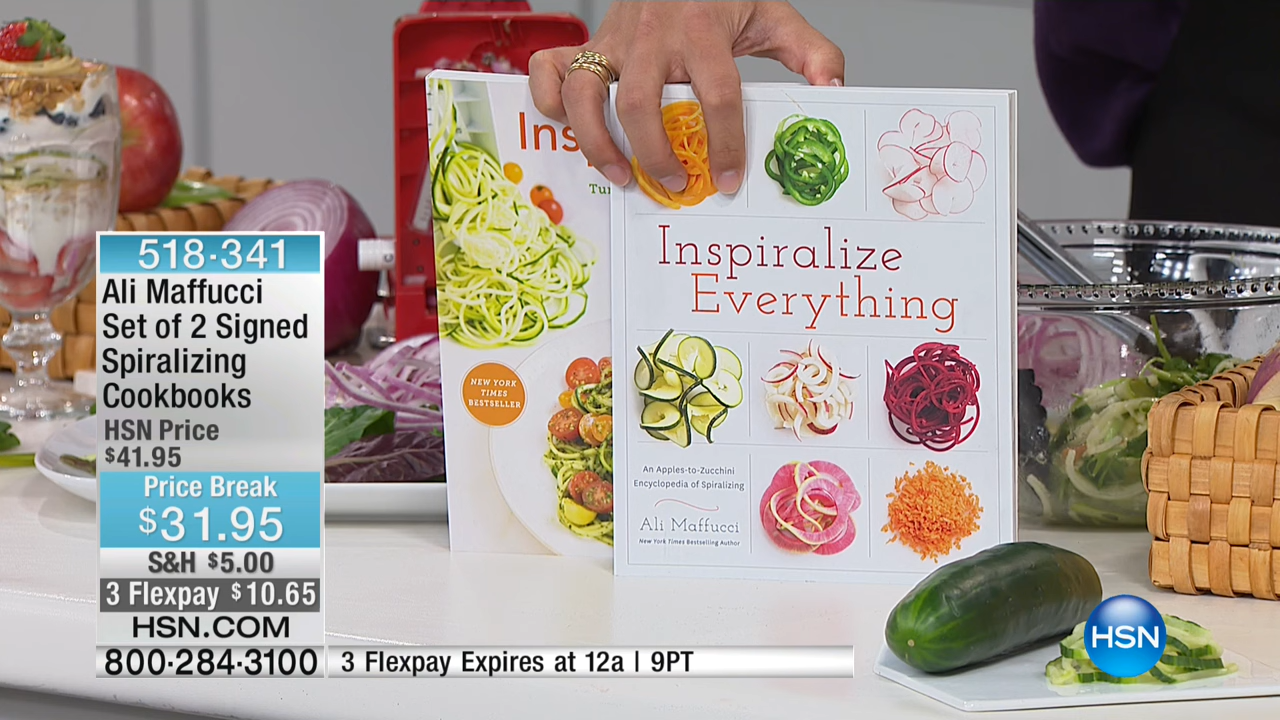 518-341
Ali Maffucci
Set of 2 Signed
Spiralizing
Cookbooks
HSN Price
$41.95
Price Break
$31.95
S&H $5.00
3 Flexpay $10.65
HSN.COM
800-284-3100
3 Flexpay Expires at 12a | 9PT
Ins
Tur
NEW YORK
TIMES
BESTSELLER
Inspiralize
Everything
An Apples-to-Zucchini
Encyclopedia of Spiralizing
Ali Maffucci
New York Times Bestselling Author
HSN